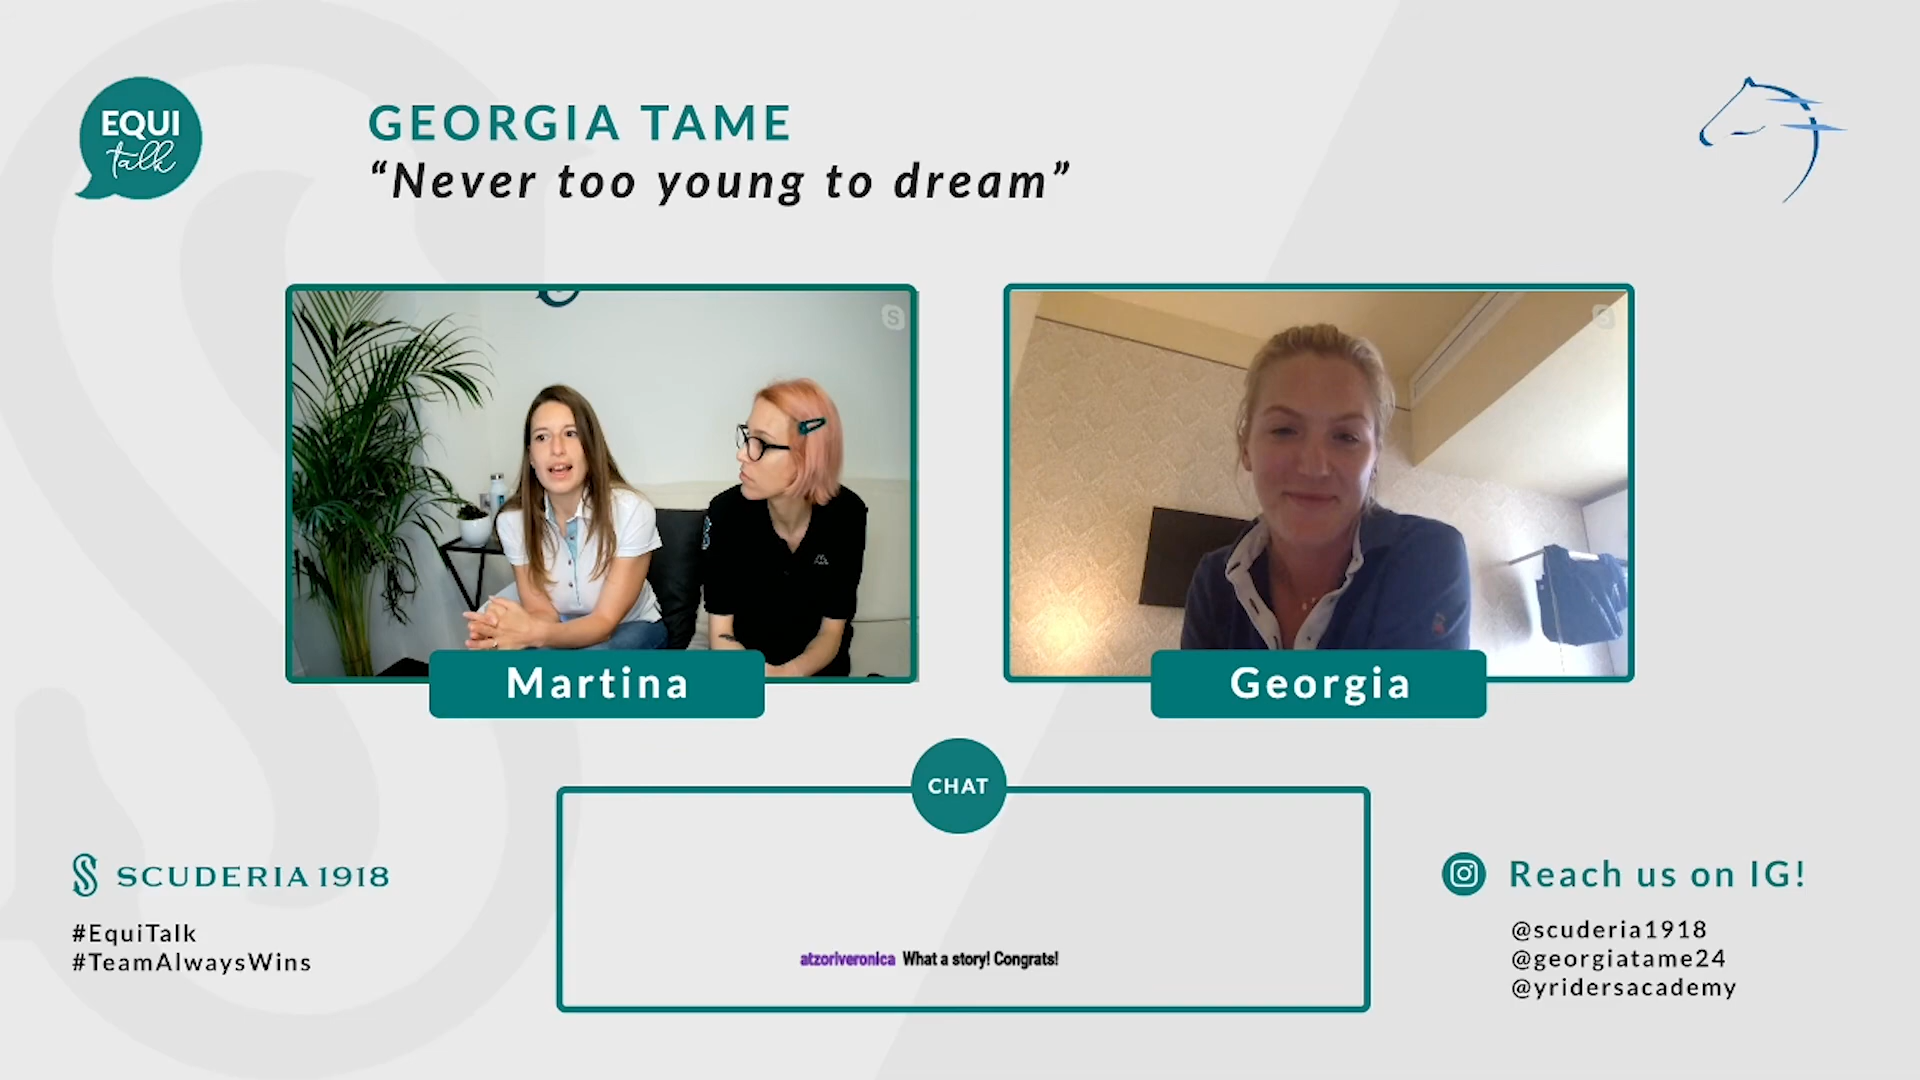 EQUI
talk
GEORGIA TAME
“Never too young to dream”
S
S
Martina
Georgia
CHAT
atzoriveronica What a story! Congrats!
SCUDERIA 1918
#EquiTalk
#TeamAlwaysWins
Reach us on IG!
@scuderia1918
@georgiatame24
@yridersacademy